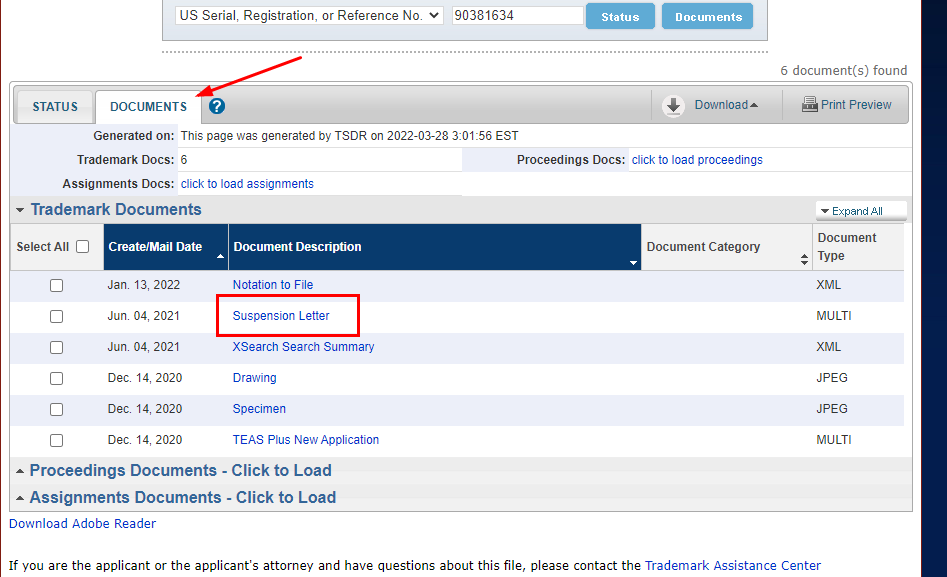 US Serial, Registration, or Reference No. 90381634 Status Documents
6 document(s) found
STATUS DOCUMENTS ? Download Print Preview
Generated on: This page was generated by TSDR on 2022-03-28 3:01:56 EST
Trademark Docs: 6 Proceedings Docs: click to load proceedings
Assignments Docs: click to load assignments
Trademark Documents Expand All
Select All Create/Mail Date Document Description Document Category Document Type
Jan. 13, 2022 Notation to File XML
Jun. 04, 2021 Suspension Letter MULTI
Jun. 04, 2021 XSearch Search Summary XML
Dec. 14, 2020 Drawing JPEG
Dec. 14, 2020 Specimen JPEG
Dec. 14, 2020 TEAS Plus New Application MULTI
Proceedings Documents - Click to Load
Assignments Documents - Click to Load
Download Adobe Reader
If you are the applicant or the applicant's attorney and have questions about this file, please contact the Trademark Assistance Center